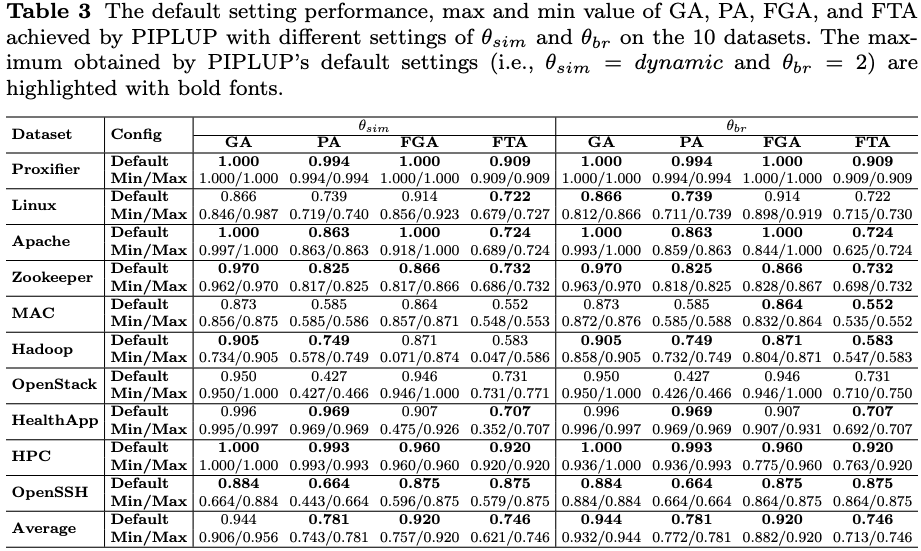 Table 3 The default setting performance, max and min value of GA, PA, FGA, and FTA
achieved by PIPLUP with different settings of θsim and θbr on the 10 datasets. The max-
imum obtained by PIPLUP's default settings (i.e., θsim = dynamic and θbr = 2) are
highlighted with bold fonts.
Dataset Config θsim θbr
GA PA FGA FTA GA PA FGA FTA
Proxifier Default 1.000 0.994 1.000 0.909 1.000 0.994 1.000 0.909
Min/Max 1.000/1.000 0.994/0.994 1.000/1.000 0.909/0.909 1.000/1.000 0.994/0.994 1.000/1.000 0.909/0.909
Linux Default 0.866 0.739 0.914 0.722 0.866 0.739 0.914 0.722
Min/Max 0.846/0.987 0.719/0.740 0.856/0.923 0.679/0.727 0.812/0.866 0.711/0.739 0.898/0.919 0.715/0.730
Apache Default 1.000 0.863 1.000 0.724 1.000 0.863 1.000 0.724
Min/Max 0.997/1.000 0.863/0.863 0.918/1.000 0.689/0.724 0.993/1.000 0.859/0.863 0.844/1.000 0.625/0.724
Zookeeper Default 0.970 0.825 0.866 0.732 0.970 0.825 0.866 0.732
Min/Max 0.962/0.970 0.817/0.825 0.817/0.866 0.686/0.732 0.963/0.970 0.818/0.825 0.828/0.867 0.698/0.732
MAC Default 0.873 0.585 0.864 0.552 0.873 0.585 0.864 0.552
Min/Max 0.856/0.875 0.585/0.586 0.857/0.871 0.548/0.553 0.872/0.876 0.585/0.588 0.832/0.864 0.535/0.552
Hadoop Default 0.905 0.749 0.871 0.583 0.905 0.749 0.871 0.583
Min/Max 0.734/0.905 0.578/0.749 0.071/0.874 0.047/0.586 0.858/0.905 0.732/0.749 0.804/0.871 0.547/0.583
OpenStack Default 0.950 0.427 0.946 0.731 0.950 0.427 0.946 0.731
Min/Max 0.950/1.000 0.427/0.466 0.946/1.000 0.731/0.771 0.950/1.000 0.426/0.466 0.946/1.000 0.710/0.750
HealthApp Default 0.996 0.969 0.907 0.707 0.996 0.969 0.907 0.707
Min/Max 0.995/0.997 0.969/0.969 0.475/0.926 0.352/0.707 0.996/0.997 0.969/0.969 0.907/0.931 0.692/0.707
HPC Default 1.000 0.993 0.960 0.920 1.000 0.993 0.960 0.920
Min/Max 1.000/1.000 0.993/0.993 0.960/0.960 0.920/0.920 0.936/1.000 0.936/0.993 0.775/0.960 0.763/0.920
OpenSSH Default 0.884 0.664 0.875 0.875 0.884 0.664 0.875 0.875
Min/Max 0.664/0.884 0.443/0.664 0.596/0.875 0.579/0.875 0.884/0.884 0.664/0.664 0.864/0.875 0.864/0.875
Average Default 0.944 0.781 0.920 0.746 0.944 0.781 0.920 0.746
Min/Max 0.906/0.956 0.743/0.781 0.757/0.920 0.621/0.746 0.932/0.944 0.772/0.781 0.882/0.920 0.713/0.746